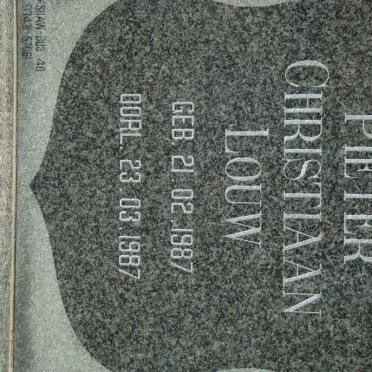 PIETER
CHRISTIAAN
LOUW
GEB. 21 02 1987
OORL. 23 03 1987